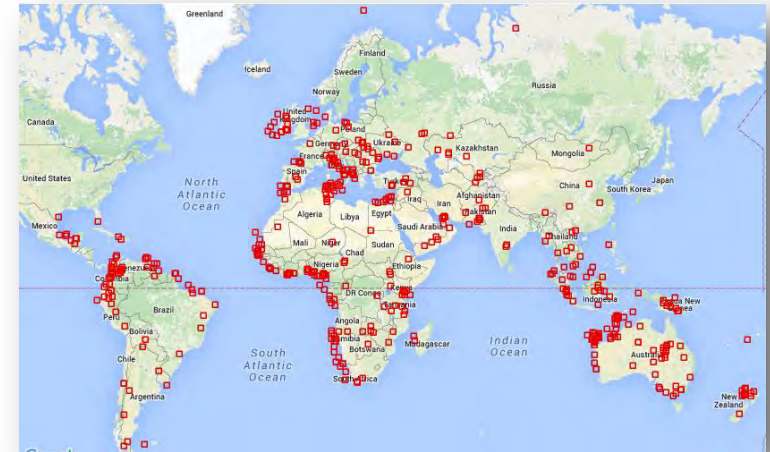 Greenland
Iceland
Finland
Sweden
Norway
Russia
Canada
United
Kingdom
Poland
Germany
Ukraine
Kazakhstan
Mongolia
France
United States
Spain
North
Atlantic
Ocean
China
South Korea
Japan
Iraq
Iran
Afghanistan
Pakistan
Algeria
Libya
Egypt
Saudi Arabia
India
Mexico
Mali
Niger
Chad
Sudan
Thailand
Nigeria
Ethiopia
Venezuela
Colombia
DR Congo
Kenya
Tanzania
Indonesia
Papua New
Guinea
Brazil
Peru
Bolivia
Angola
Namibia
Botswana
Madagascar
Indian
Ocean
South
Atlantic
Ocean
Chile
Australia
South Africa
Argentina
New
Zealand